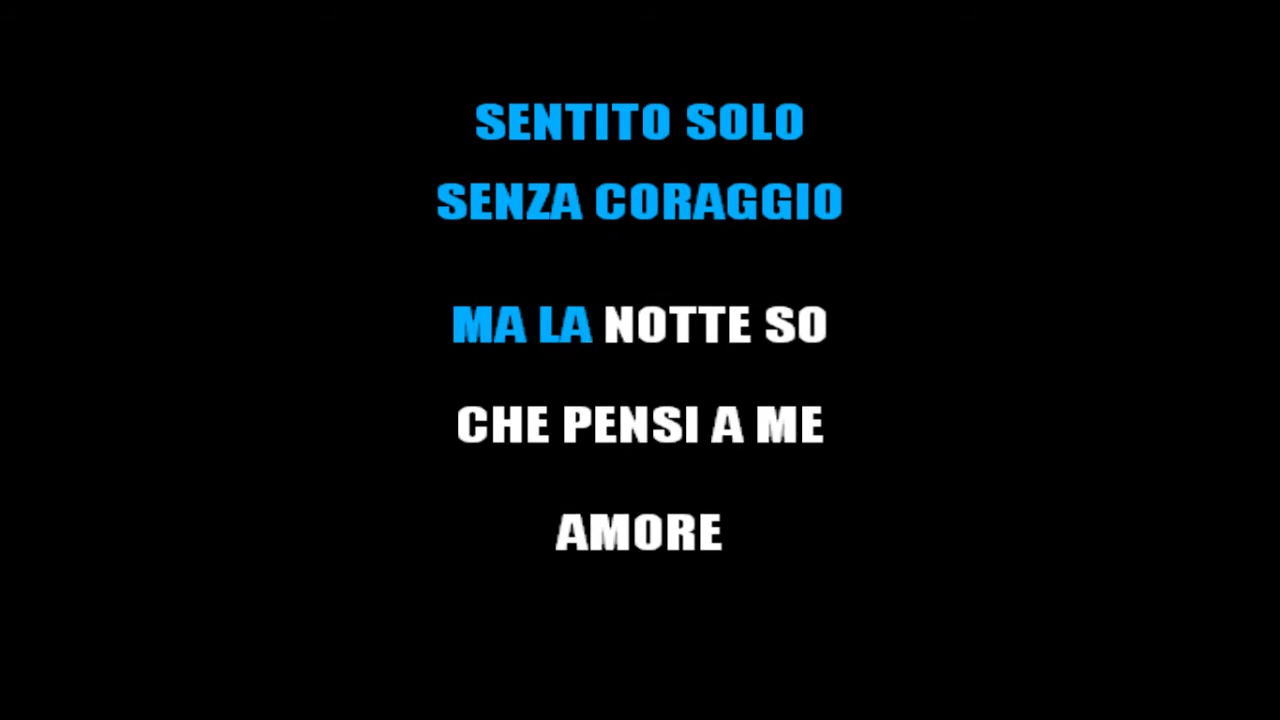 SENTITO SOLO
SENZA CORAGGIO
MA LA NOTTE SO
CHE PENSI A ME
AMORE